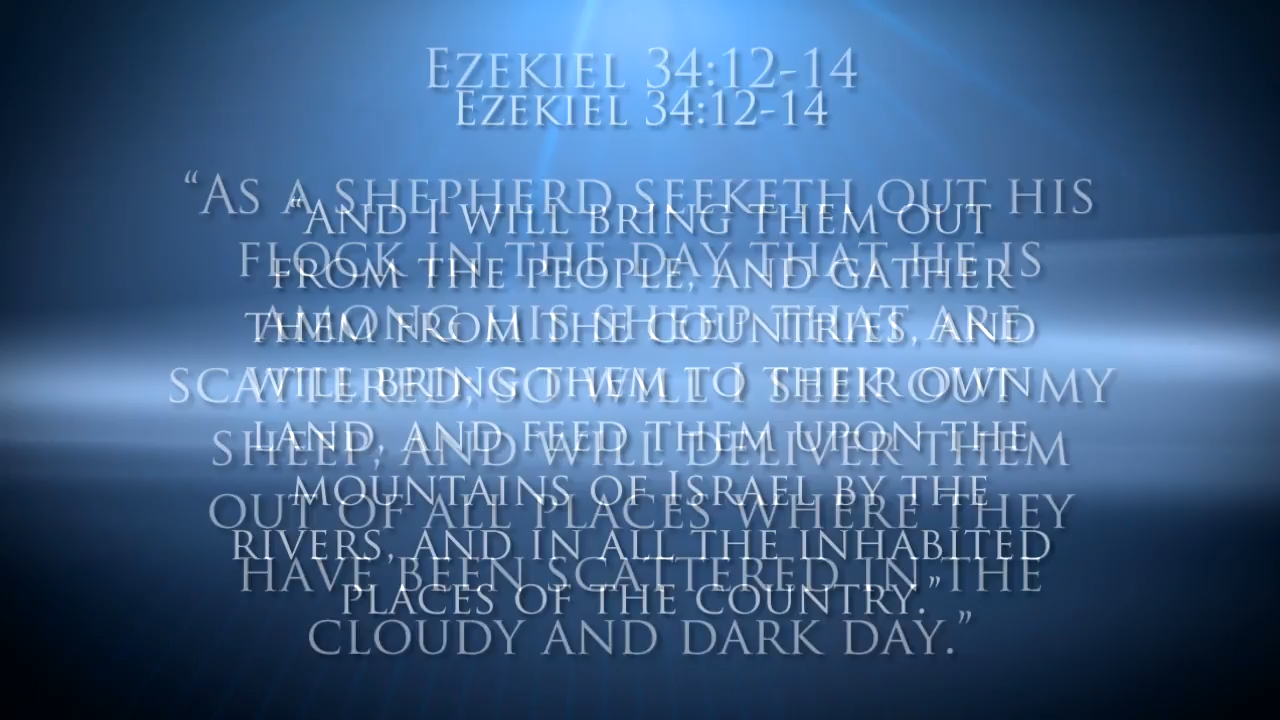 Ezekiel 34:12-14
“As a shepherd seeketh out his
flock in the day that he is
among his sheep that are
scattered; so will I seek out my
sheep, and will deliver them
out of all places where they
have been scattered in the
cloudy and dark day.”
Ezekiel 34:12-14
“And I will bring them out
from the people, and gather
them from the countries, and
will bring them to their own
land, and feed them upon the
mountains of Israel by the
rivers, and in all the inhabited
places of the country.”